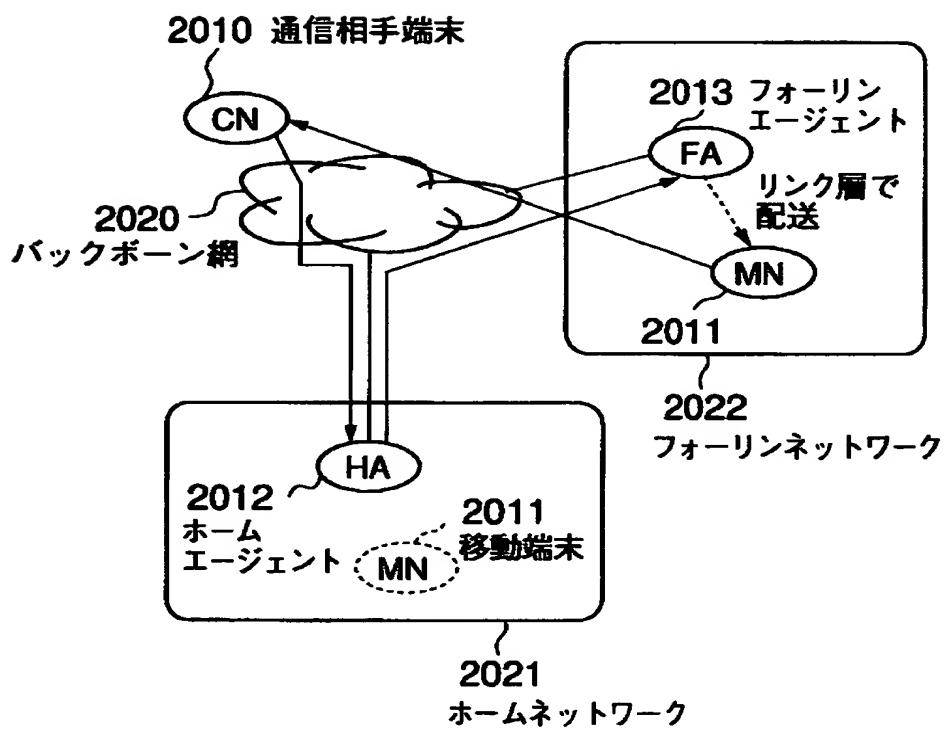 2010 通信相手端末
CN
2020
バックボーン網
2013 フォーリン
エージェント
FA
リンク層で
配送
MN
2011
2022
フォーリンネットワーク
HA
2012
ホーム
エージェント
2011
移動端末
MN
2021
ホームネットワーク